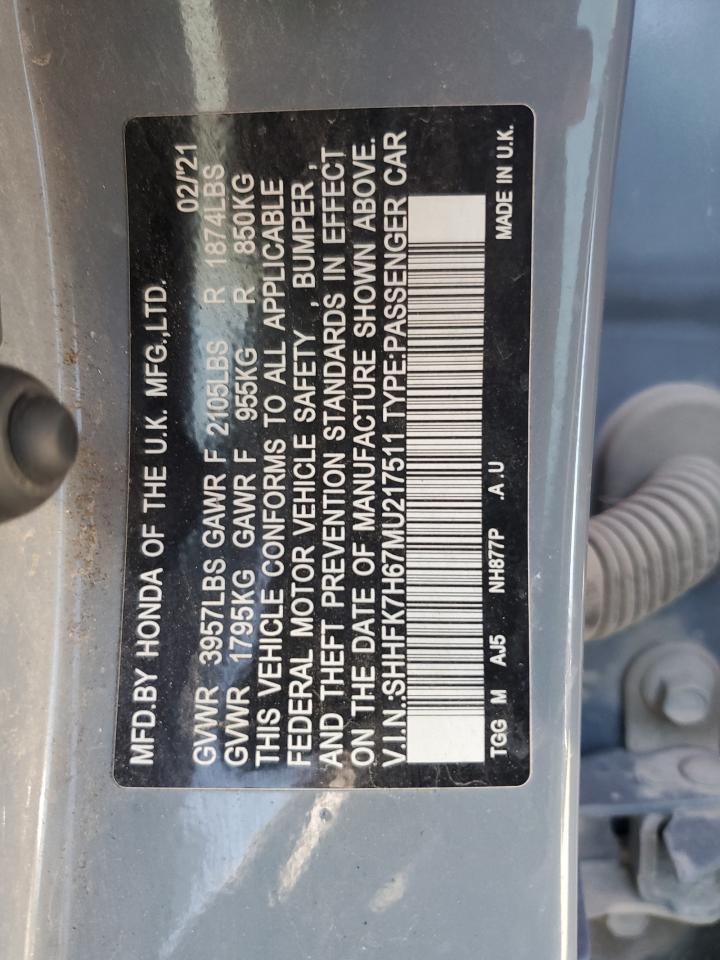 MFD.BY HONDA OF THE U.K. MFG.,LTD. 02/'21
GVWR 3957LBS GAWR F 2105LBS R 1874LBS
GVWR 1795KG GAWR F 955KG R 850KG
THIS VEHICLE CONFORMS TO ALL APPLICABLE
FEDERAL MOTOR VEHICLE SAFETY , BUMPER ,
AND THEFT PREVENTION STANDARDS IN EFFECT
ON THE DATE OF MANUFACTURE SHOWN ABOVE.
V.I.N.:SHHFK7H67MU217511 TYPE:PASSENGER CAR
TGG M AJ5 NH877P A.U MADE IN U.K.